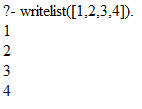 ?- writelist([1,2,3,4]).
1
2
3
4